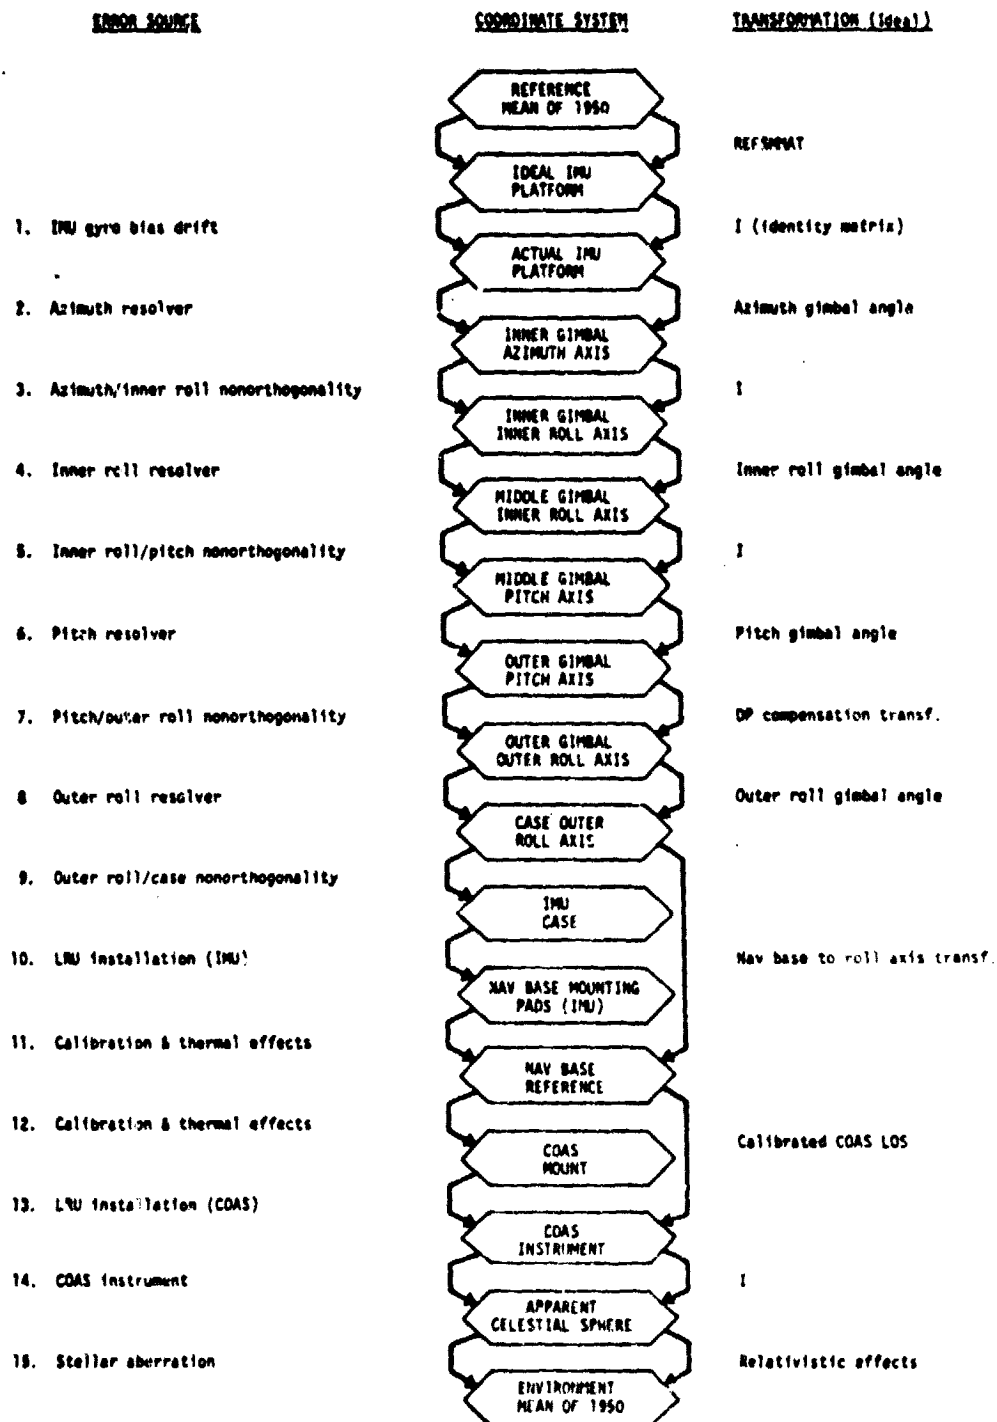 ERROR SOURCE COORDINATE SYSTEM TRANSFORMATION (Ideal)
REFERENCE
MEAN OF 1950
REFSMMAT
IDEAL IMU
PLATFORM
1. IMU gyro bias drift I (identity matrix)
ACTUAL IMU
PLATFORM
2. Azimuth resolver Azimuth gimbal angle
INNER GIMBAL
AZIMUTH AXIS
3. Azimuth/inner roll nonorthogonality I
INNER GIMBAL
INNER ROLL AXIS
4. Inner roll resolver Inner roll gimbal angle
MIDDLE GIMBAL
INNER ROLL AXIS
5. Inner roll/pitch nonorthogonality I
MIDDLE GIMBAL
PITCH AXIS
6. Pitch resolver Pitch gimbal angle
OUTER GIMBAL
PITCH AXIS
7. Pitch/outer roll nonorthogonality OP compensation transf.
OUTER GIMBAL
OUTER ROLL AXIS
8 Outer roll resolver Outer roll gimbal angle
CASE OUTER
ROLL AXIS
9. Outer roll/case nonorthogonality
IMU
CASE
10. LRU installation (IMU) Nav base to roll axis transf.
NAV BASE MOUNTING
PADS (IMU)
11. Calibration & thermal effects
NAV BASE
REFERENCE
12. Calibration & thermal effects
Calibrated COAS LOS
COAS
MOUNT
13. LRU installation (COAS)
COAS
INSTRUMENT
14. COAS instrument I
APPARENT
CELESTIAL SPHERE
15. Stellar aberration Relativistic effects
ENVIRONMENT
MEAN OF 1950